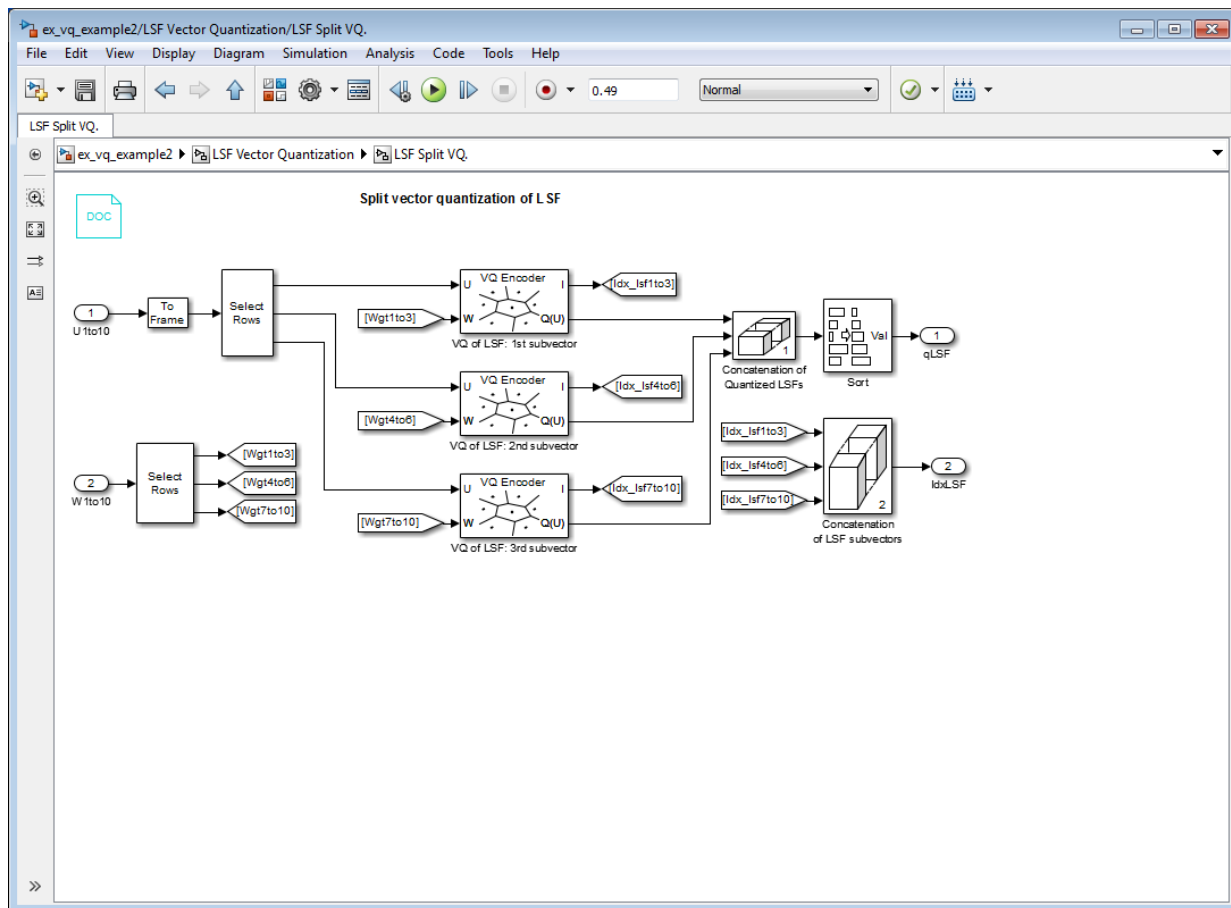 ex_vq_example2/LSF Vector Quantization/LSF Split VQ.
File Edit View Display Diagram Simulation Analysis Code Tools Help
0.49 Normal
LSF Split VQ.
ex_vq_example2 LSF Vector Quantization LSF Split VQ.
DOC
Split vector quantization of LSF
1
U1to10
To
Frame
Select
Rows
VQ Encoder
U I
W Q(U)
VQ of LSF: 1st subvector
[Wgt1to3]
[Idx_lsf1to3]
VQ Encoder
U I
W Q(U)
VQ of LSF: 2nd subvector
[Wgt4to6]
[Idx_lsf4to6]
VQ Encoder
U I
W Q(U)
VQ of LSF: 3rd subvector
[Wgt7to10]
[Idx_lsf7to10]
1
Concatenation of
Quantized LSFs
Val
Sort
1
qLSF
2
W1to10
Select
Rows
[Wgt1to3]
[Wgt4to6]
[Wgt7to10]
[Idx_lsf1to3]
[Idx_lsf4to6]
[Idx_lsf7to10]
2
Concatenation
of LSF subvectors
2
IdxLSF